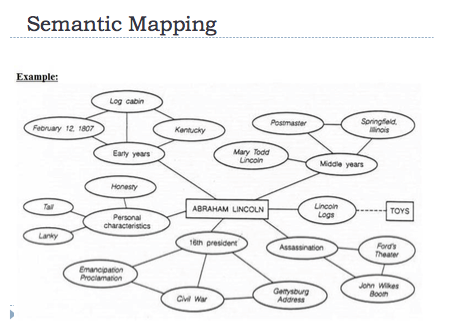 Semantic Mapping
Example:
Log cabin
February 12, 1807
Kentucky
Early years
Postmaster
Springfield,
Illinois
Mary Todd
Lincoln
Middle years
Honesty
Tall
Personal
characteristics
Lanky
ABRAHAM LINCOLN
Lincoln
Logs
TOYS
16th president
Assassination
Ford's
Theater
Emancipation
Proclamation
Civil War
Gettysburg
Address
John Wilkes
Booth